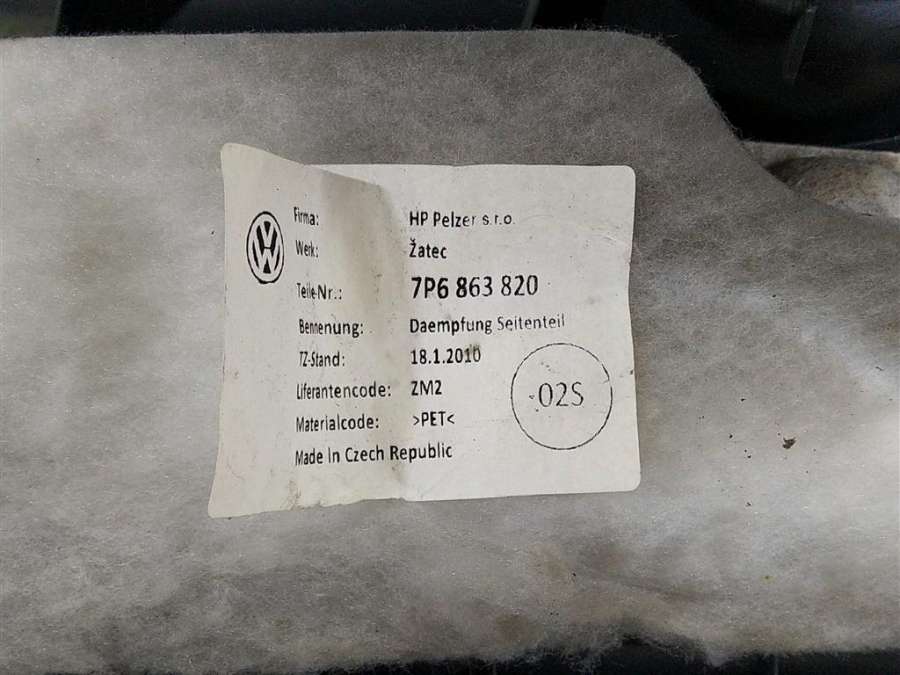 Firma: HP Pelzer s.r.o.
Werk: Žatec
Teile-Nr.: 7P6 863 820
Bennenung: Daempfung Seitenteil
TZ-Stand: 18.1.2010
Liferantencode: ZM2
02S
Materialcode: >PET<
Made In Czech Republic